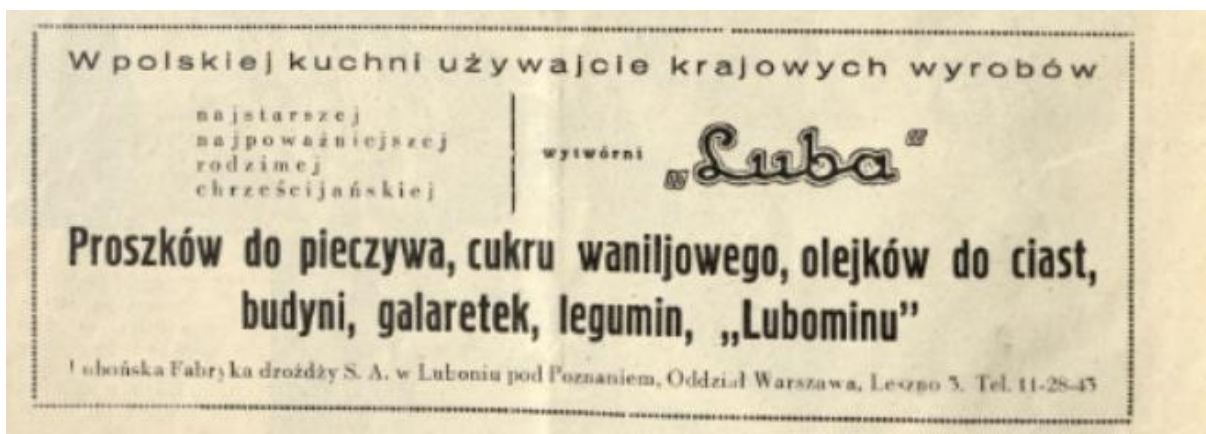 W polskiej kuchni używajcie krajowych wyrobów
najstarszej
najpoważniejszej
rodzimej
chrześcijańskiej
wytwórni „Luba”
Proszków do pieczywa, cukru waniljowego, olejków do ciast,
budyni, galaretek, legumin, „Lubominu”
Lubońska Fabryka drożdży S. A. w Luboniu pod Poznaniem, Oddział Warszawa, Leszno 3. Tel. 11-28-43